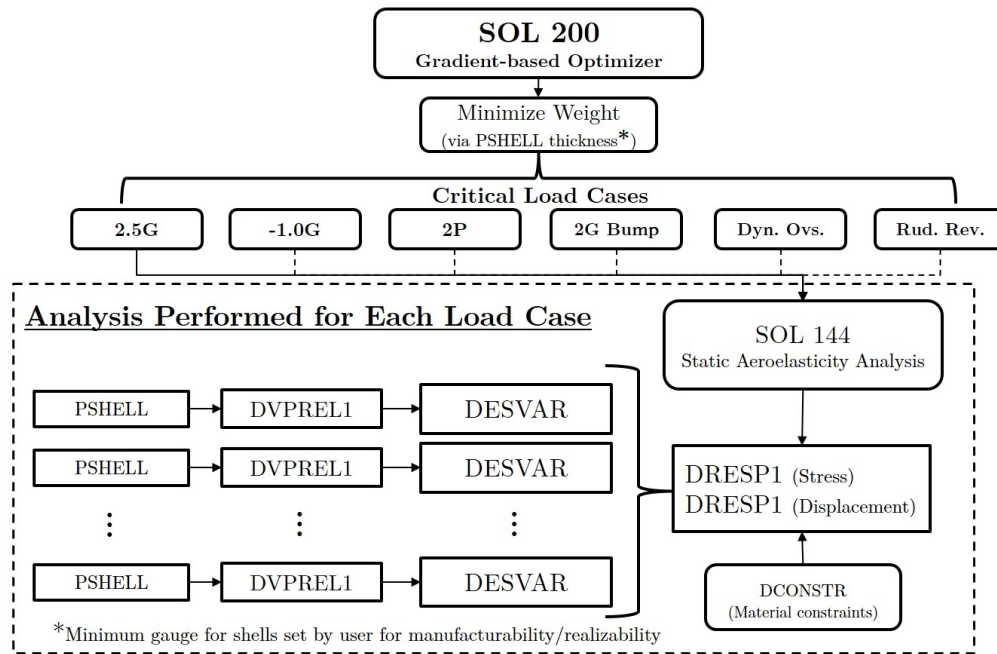 SOL 200
Gradient-based Optimizer
Minimize Weight
(via PSHELL thickness*)
Critical Load Cases
2.5G
-1.0G
2P
2G Bump
Dyn. Ovs.
Rud. Rev.
Analysis Performed for Each Load Case
SOL 144
Static Aeroelasticity Analysis
PSHELL
DVPREL1
DESVAR
PSHELL
DVPREL1
DESVAR
DRESP1 (Stress)
DRESP1 (Displacement)
PSHELL
DVPREL1
DESVAR
DCONSTR
(Material constraints)
*Minimum gauge for shells set by user for manufacturability/realizability